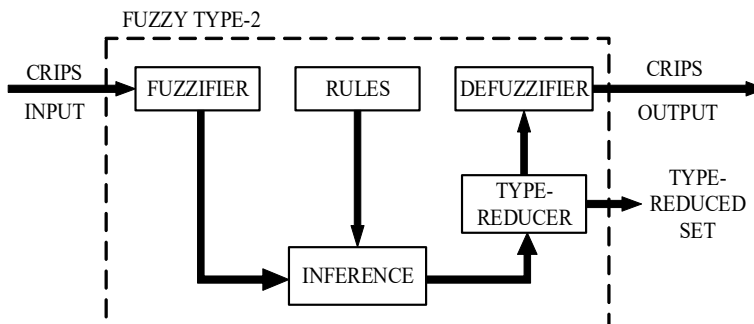 FUZZY TYPE-2
CRIPS
INPUT
FUZZIFIER
RULES
DEFUZZIFIER
CRIPS
OUTPUT
TYPE-
REDUCER
TYPE-
REDUCED
SET
INFERENCE